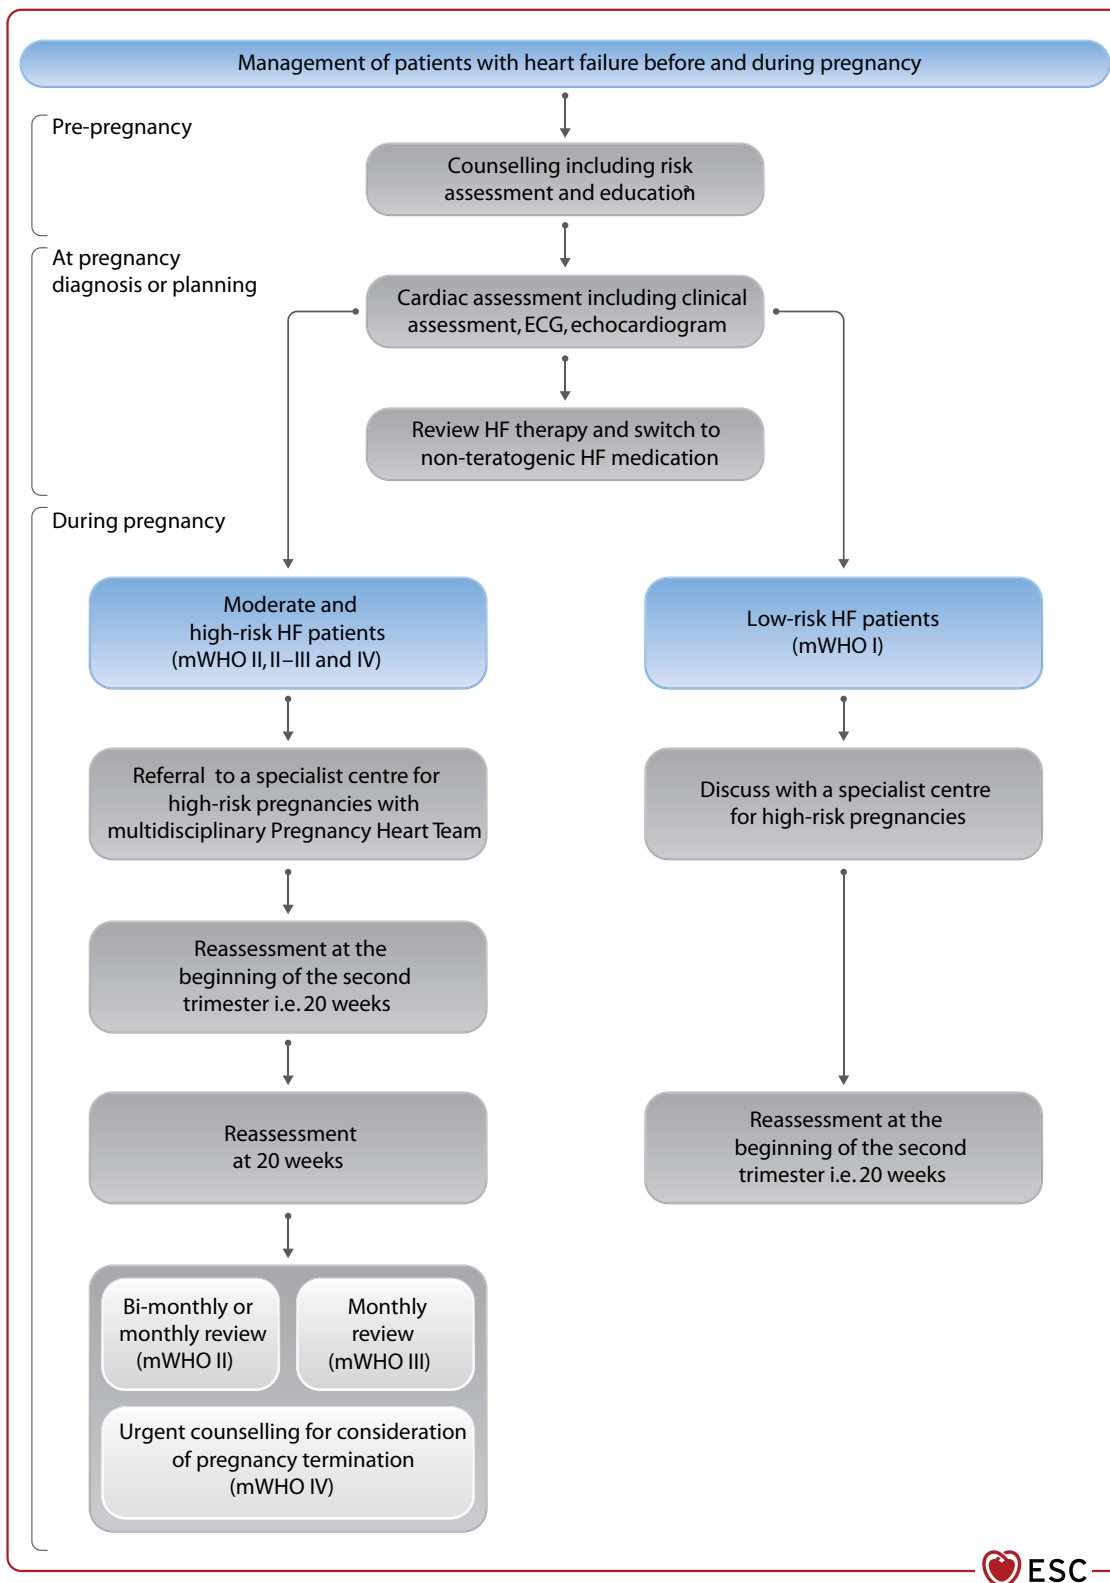 Management of patients with heart failure before and during pregnancy
Pre-pregnancy
Counselling including risk
assessment and educationᵃ
At pregnancy
diagnosis or planning
Cardiac assessment including clinical
assessment, ECG, echocardiogram
Review HF therapy and switch to
non-teratogenic HF medication
During pregnancy
Moderate and
high-risk HF patients
(mWHO II, II–III and IV)
Referral to a specialist centre for
high-risk pregnancies with
multidisciplinary Pregnancy Heart Team
Reassessment at the
beginning of the second
trimester i.e. 20 weeks
Reassessment
at 20 weeks
Bi-monthly or
monthly review
(mWHO II)
Monthly
review
(mWHO III)
Urgent counselling for consideration
of pregnancy termination
(mWHO IV)
Low-risk HF patients
(mWHO I)
Discuss with a specialist centre
for high-risk pregnancies
Reassessment at the
beginning of the second
trimester i.e. 20 weeks
ESC